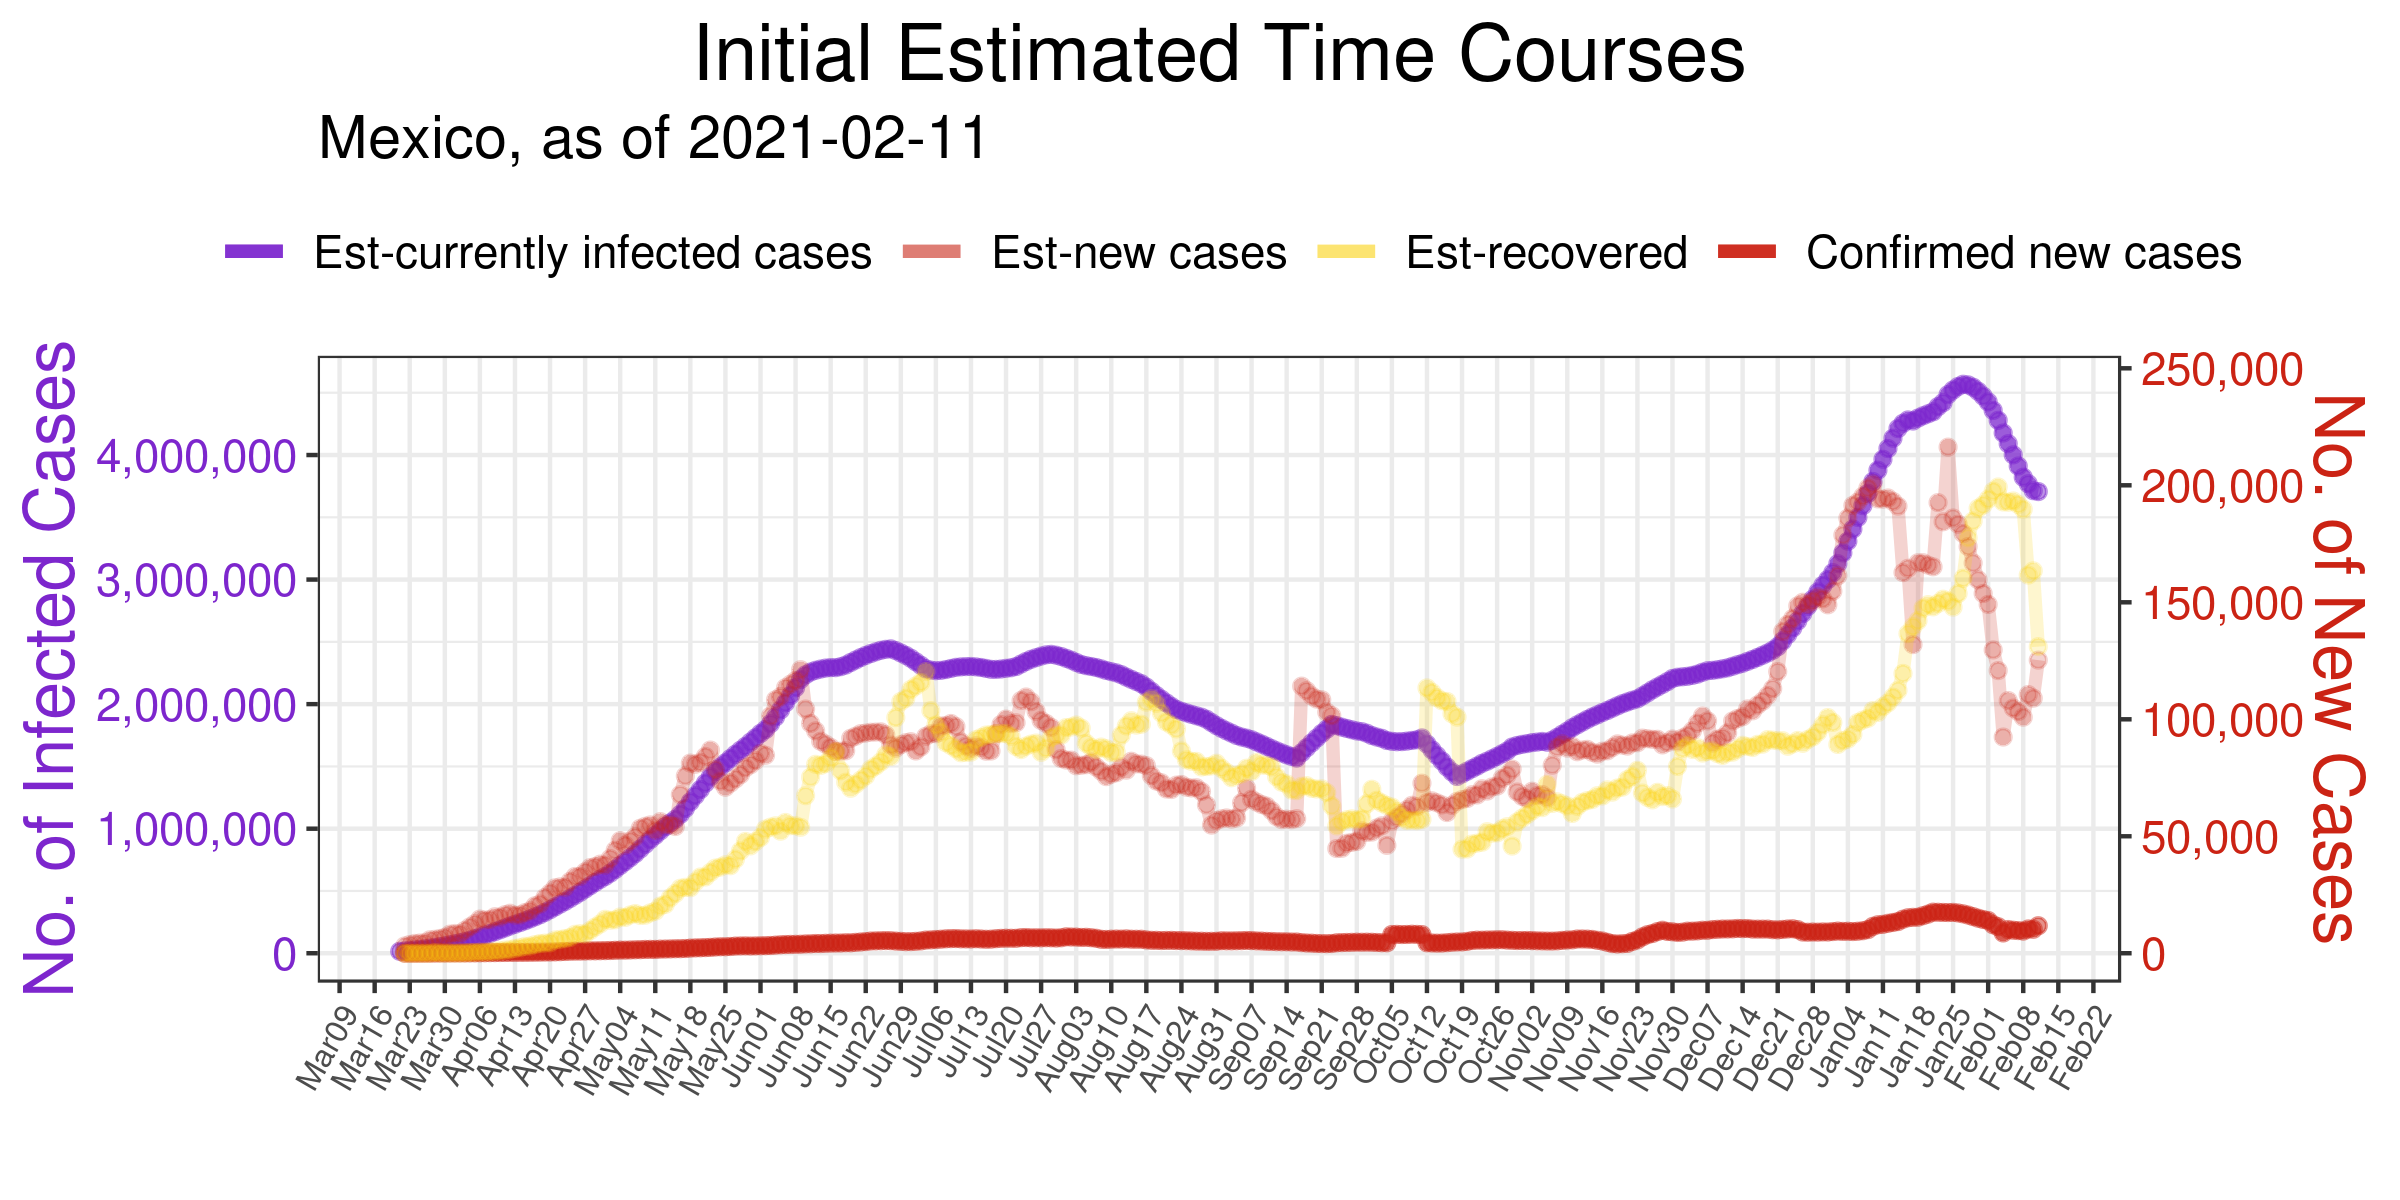 Initial Estimated Time Courses
Mexico, as of 2021-02-11
Est-currently infected cases Est-new cases Est-recovered Confirmed new cases
No. of Infected Cases
4,000,000
3,000,000
2,000,000
1,000,000
0
250,000
200,000
150,000
100,000
50,000
0
No. of New Cases
Mar09 Mar16 Mar23 Mar30 Apr06 Apr13 Apr20 Apr27 May04 May11 May18 May25 Jun01 Jun08 Jun15 Jun22 Jun29 Jul06 Jul13 Jul20 Jul27 Aug03 Aug10 Aug17 Aug24 Aug31 Sep07 Sep14 Sep21 Sep28 Oct05 Oct12 Oct19 Oct26 Nov02 Nov09 Nov16 Nov23 Nov30 Dec07 Dec14 Dec21 Dec28 Jan04 Jan11 Jan18 Jan25 Feb01 Feb08 Feb15 Feb22